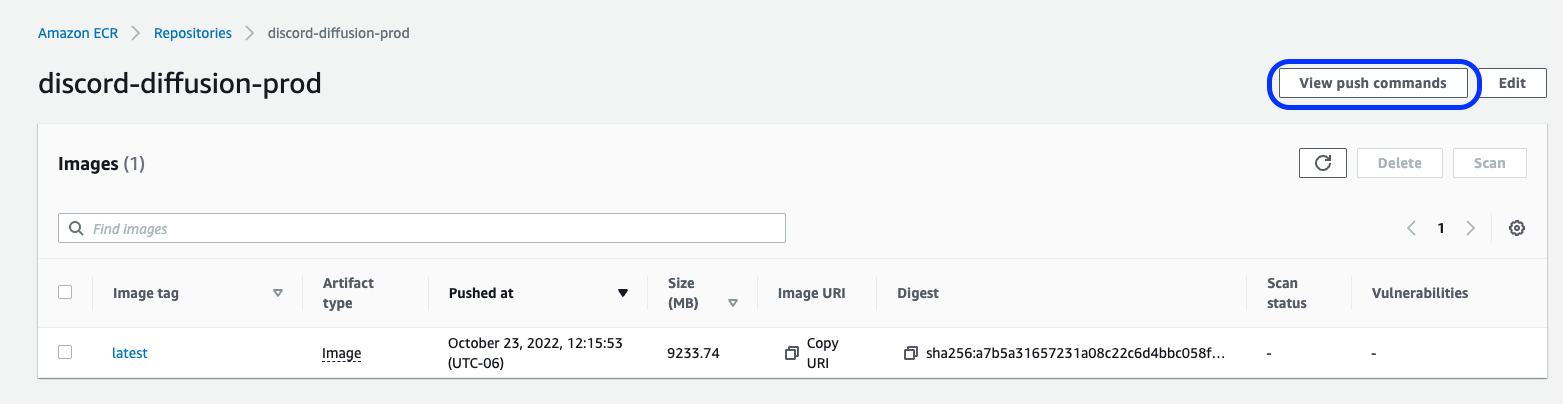 Amazon ECR > Repositories > discord-diffusion-prod
discord-diffusion-prod
View push commands
Edit
Images (1)
Delete
Scan
Find images
1
Image tag
Artifact
type
Pushed at
Size
(MB)
Image URI
Digest
Scan
status
Vulnerabilities
latest
Image
October 23, 2022, 12:15:53
(UTC-06)
9233.74
Copy
URI
sha256:a7b5a31657231a08c22c6d4bbc058f...
-
-